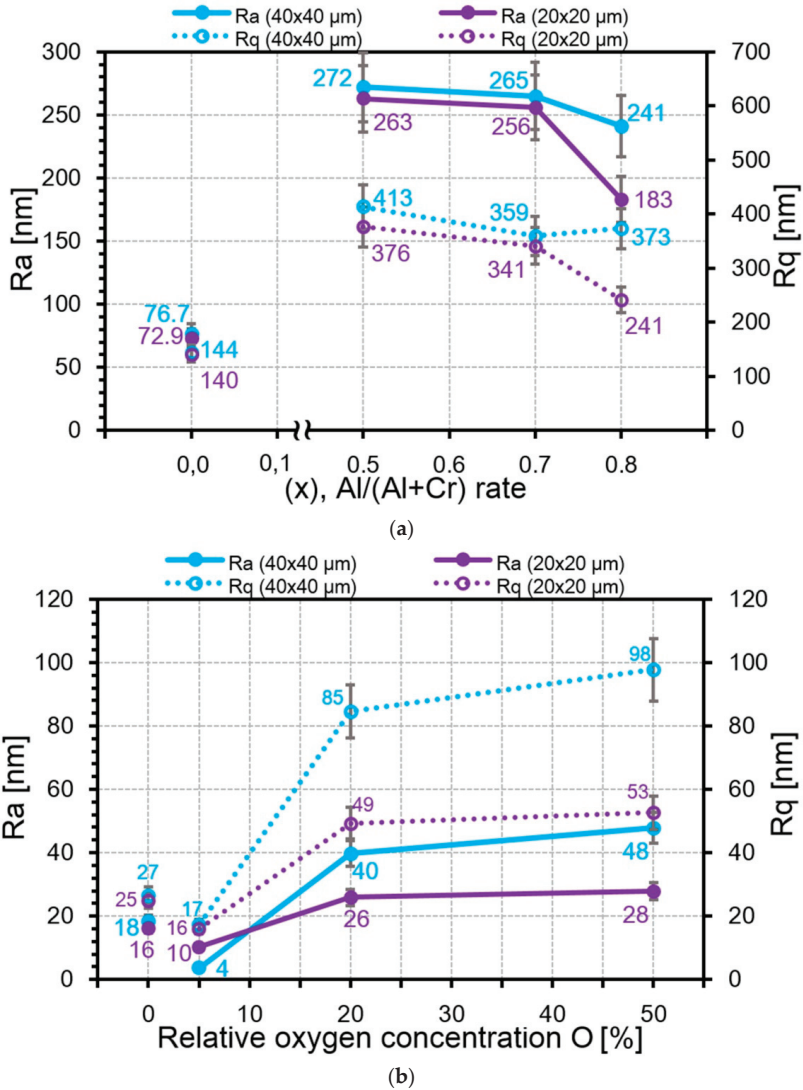 Ra (40x40 µm) Ra (20x20 µm)
Rq (40x40 µm) Rq (20x20 µm)
300 700
272 265
250 241 600
263 256
500
200
183
413 359 400
150
376 341 373
300
100
76.7 241 200
72.9
50 144
140 100
0 0
Ra [nm]
Rq [nm]
0,0 0,1 0.5 0.6 0.7 0.8
(x), Al/(Al+Cr) rate
(a)
Ra (40x40 µm) Ra (20x20 µm)
Rq (40x40 µm) Rq (20x20 µm)
120 120
98
100 100
85
80 80
60 60
49 53
40 40
40 48
27
25 26 28
20 20
18 17 16
16 10 4
0 0
Ra [nm]
Rq [nm]
0 10 20 30 40 50
Relative oxygen concentration O [%]
(b)